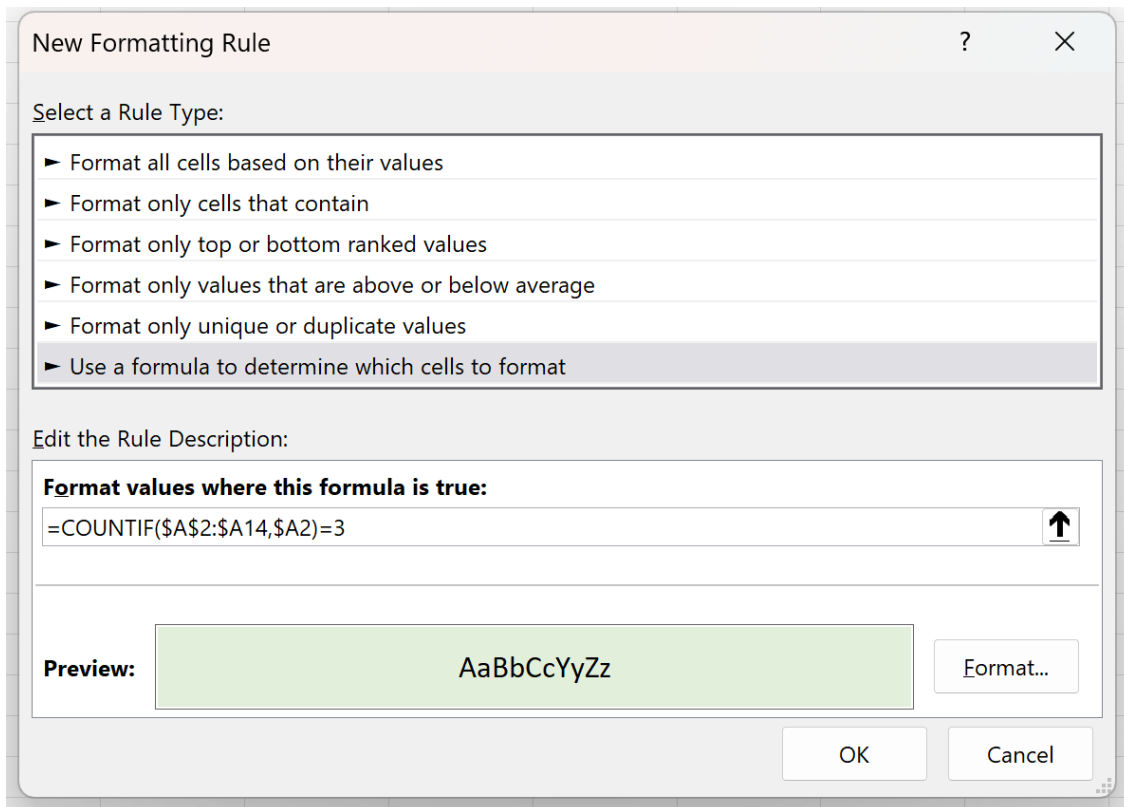 New Formatting Rule ?
Select a Rule Type:
► Format all cells based on their values
► Format only cells that contain
► Format only top or bottom ranked values
► Format only values that are above or below average
► Format only unique or duplicate values
► Use a formula to determine which cells to format
Edit the Rule Description:
Format values where this formula is true:
=COUNTIF($A$2:$A14,$A2)=3
Preview: AaBbCcYyZz Format...
OK Cancel